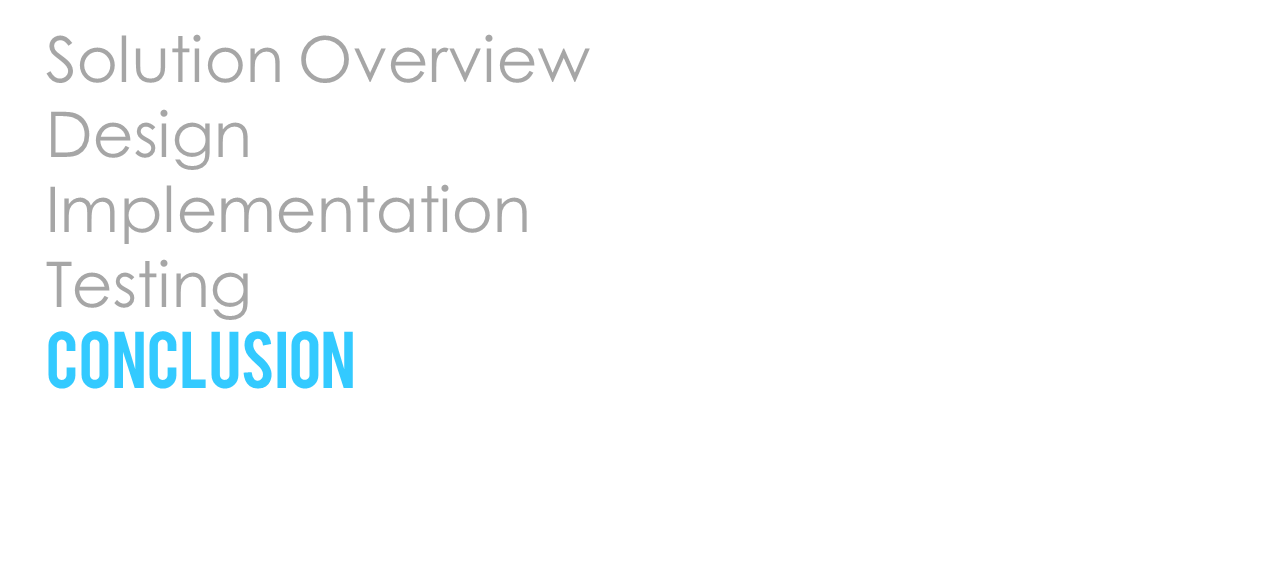 Solution Overview
Design
Implementation
Testing
CONCLUSION